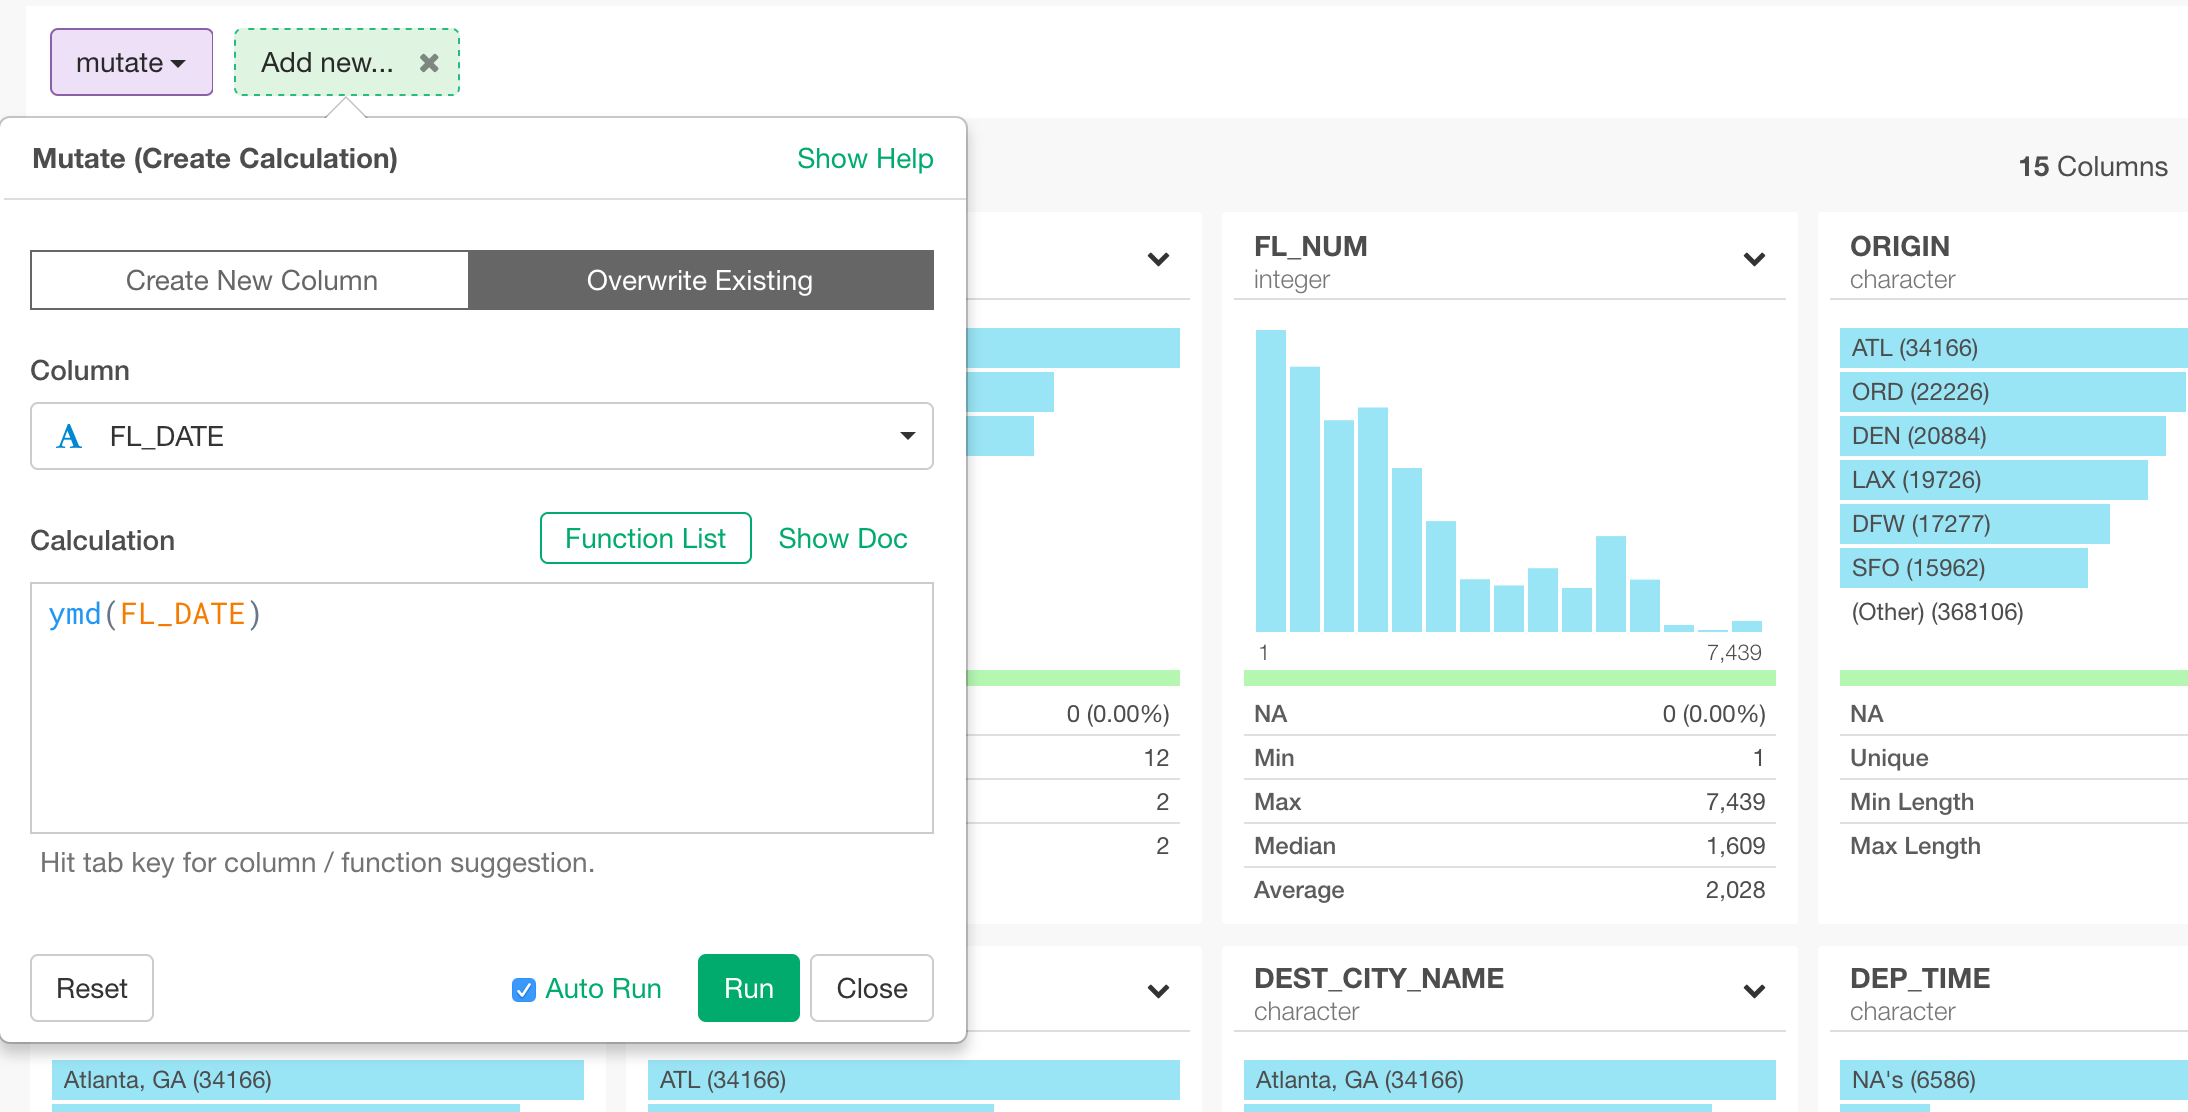 mutate
Add new...
Mutate (Create Calculation)
Show Help
15 Columns
Create New Column
Overwrite Existing
Column
FL_DATE
Calculation
Function List
Show Doc
ymd(FL_DATE)
Hit tab key for column / function suggestion.
Reset
Auto Run
Run
Close
0 (0.00%)
12
2
2
FL_NUM
integer
1
7,439
NA
0 (0.00%)
Min
1
Max
7,439
Median
1,609
Average
2,028
ORIGIN
character
ATL (34166)
ORD (22226)
DEN (20884)
LAX (19726)
DFW (17277)
SFO (15962)
(Other) (368106)
NA
Unique
Min Length
Max Length
Atlanta, GA (34166)
ATL (34166)
DEST_CITY_NAME
character
Atlanta, GA (34166)
DEP_TIME
character
NA's (6586)